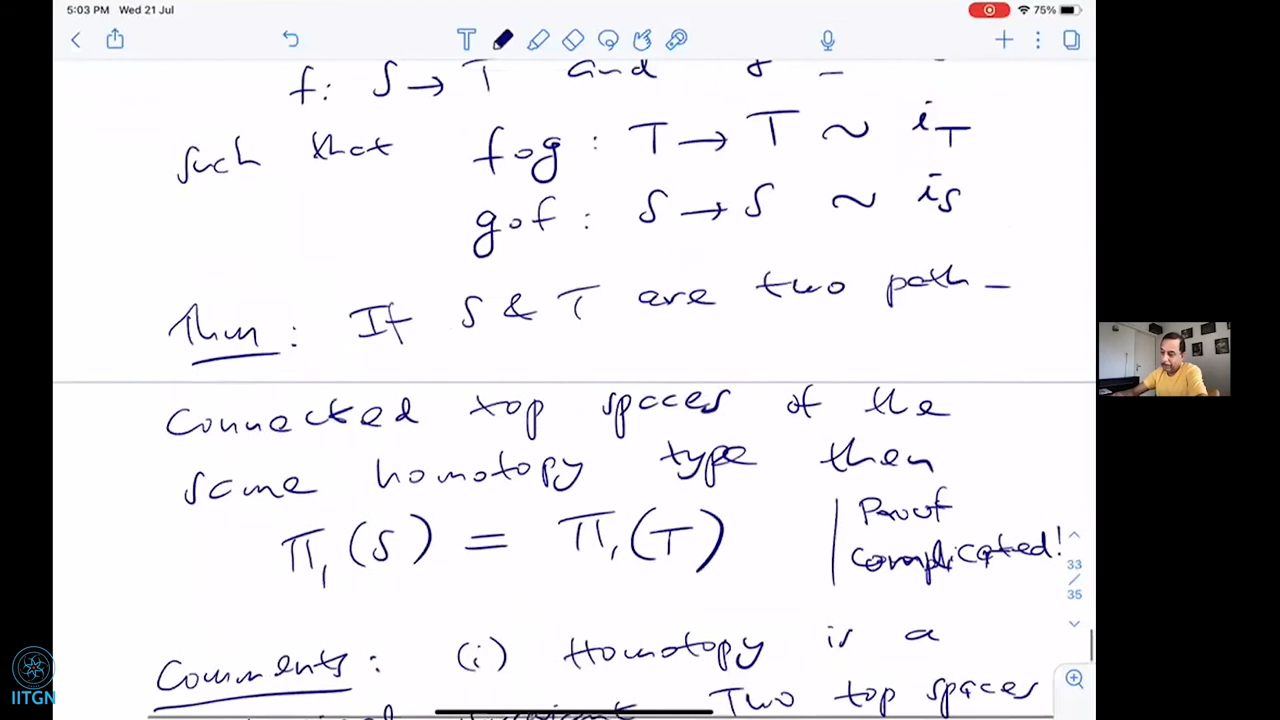 5:03 PM Wed 21 Jul
75%
f: S → T and
such that fog : T → T ~ i_T
gof : S → S ~ i_S
Thm : If S & T are two path-
connected top spaces of the
same homotopy type then
Π₁(S) = Π₁(T)
Proof
complicated!
33
/
35
Comments : (i) Homotopy is a
Two top spaces
IITGN